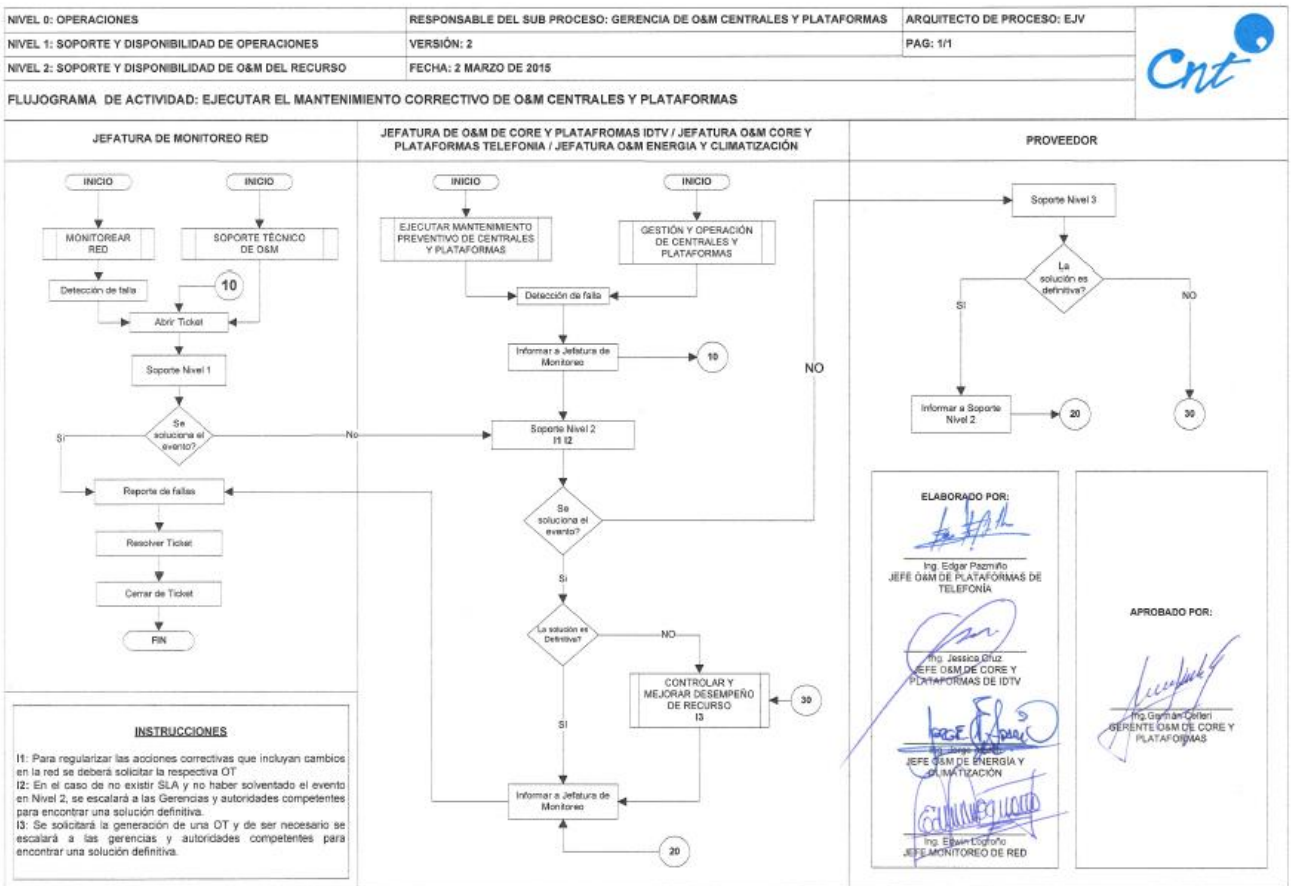 NIVEL 0: OPERACIONES
RESPONSABLE DEL SUB PROCESO: GERENCIA DE O&M CENTRALES Y PLATAFORMAS
ARQUITECTO DE PROCESO: EJV
NIVEL 1: SOPORTE Y DISPONIBILIDAD DE OPERACIONES
VERSIÓN: 2
PAG: 1/1
NIVEL 2: SOPORTE Y DISPONIBILIDAD DE O&M DEL RECURSO
FECHA: 2 MARZO DE 2015
Cnt
FLUJOGRAMA DE ACTIVIDAD: EJECUTAR EL MANTENIMIENTO CORRECTIVO DE O&M CENTRALES Y PLATAFORMAS
JEFATURA DE MONITOREO RED
INICIO
INICIO
MONITOREAR
RED
SOPORTE TÉCNICO
DE O&M
Detección de falla
10
Abrir Ticket
Soporte Nivel 1
Se
soluciona el
evento?
Si
No
Reporte de fallas
Resolver Ticket
Cerrar de Ticket
FIN
INSTRUCCIONES
I1: Para regularizar las acciones correctivas que incluyan cambios
en la red se deberá solicitar la respectiva OT
I2: En el caso de no existir SLA y no haber solventado el evento
en Nivel 2, se escalará a las Gerencias y autoridades competentes
para encontrar una solución definitiva.
I3: Se solicitará la generación de una OT y de ser necesario se
escalará a las gerencias y autoridades competentes para
encontrar una solución definitiva.
JEFATURA DE O&M DE CORE Y PLATAFROMAS IDTV / JEFATURA O&M CORE Y
PLATAFORMAS TELEFONIA / JEFATURA O&M ENERGIA Y CLIMATIZACIÓN
INICIO
INICIO
EJECUTAR MANTENIMIENTO
PREVENTIVO DE CENTRALES
Y PLATAFORMAS
GESTIÓN Y OPERACIÓN
DE CENTRALES Y
PLATAFORMAS
Detección de falla
Informar a Jefatura de
Monitoreo
10
Soporte Nivel 2
I1 I2
Se
soluciona el
evento?
NO
Si
La solución es
Definitiva?
NO
CONTROLAR Y
MEJORAR DESEMPEÑO
DE RECURSO
I3
30
SI
Informar a Jefatura de
Monitoreo
20
PROVEEDOR
Soporte Nivel 3
La
solución es
definitiva?
SI
NO
Informar a Soporte
Nivel 2
20
30
ELABORADO POR:
Ing. Edgar Pazmiño
JEFE O&M DE PLATAFORMAS DE
TELEFONÍA
Ing. Jessica Cruz
JEFE O&M DE CORE Y
PLATAFORMAS DE IDTV
Ing. Jorge
JEFE O&M DE ENERGÍA Y
CLIMATIZACIÓN
Ing. Edwin Logroño
JEFE MONITOREO DE RED
APROBADO POR:
Ing. Germán Celleri
GERENTE O&M DE CORE Y
PLATAFORMAS